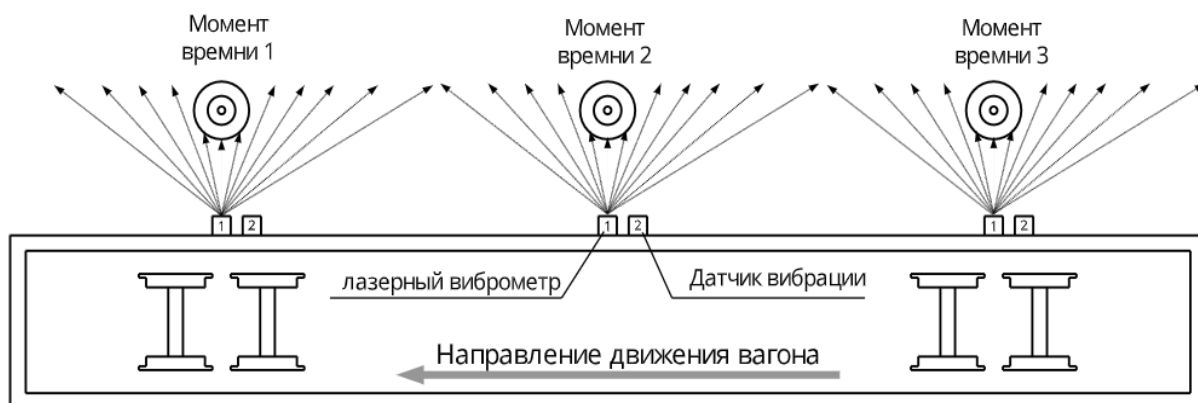 Момент
времни 1
Момент
времни 2
Момент
времни 3
1 2
1 2
1 2
лазерный виброметр
Датчик вибрации
Направление движения вагона